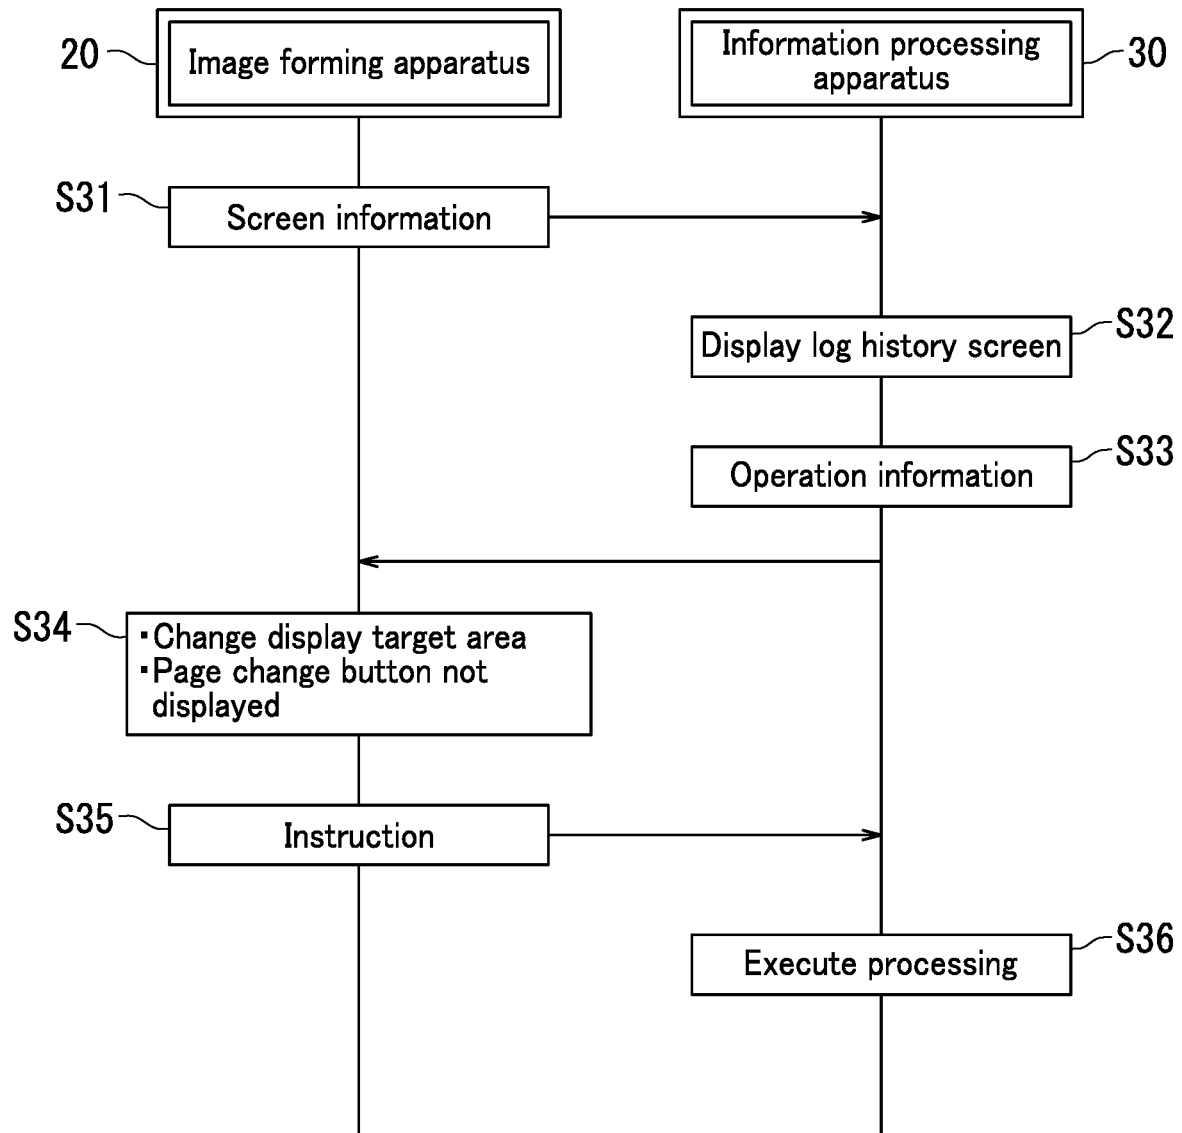 20
Image forming apparatus
Information processing
apparatus
30
S31
Screen information
S32
Display log history screen
S33
Operation information
S34
・Change display target area
・Page change button not
displayed
S35
Instruction
S36
Execute processing